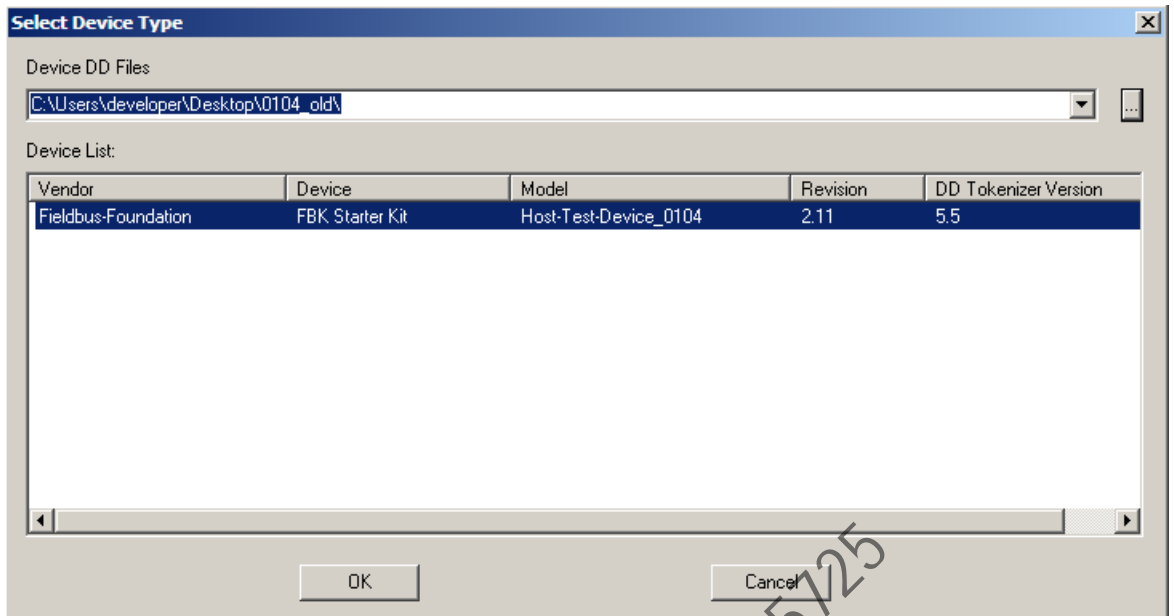 Select Device Type
Device DD Files
C:\Users\developer\Desktop\0104_old\
...
Device List:
Vendor Device Model Revision DD Tokenizer Version
Fieldbus-Foundation FBK Starter Kit Host-Test-Device_0104 2.11 5.5
OK Cancel
5725